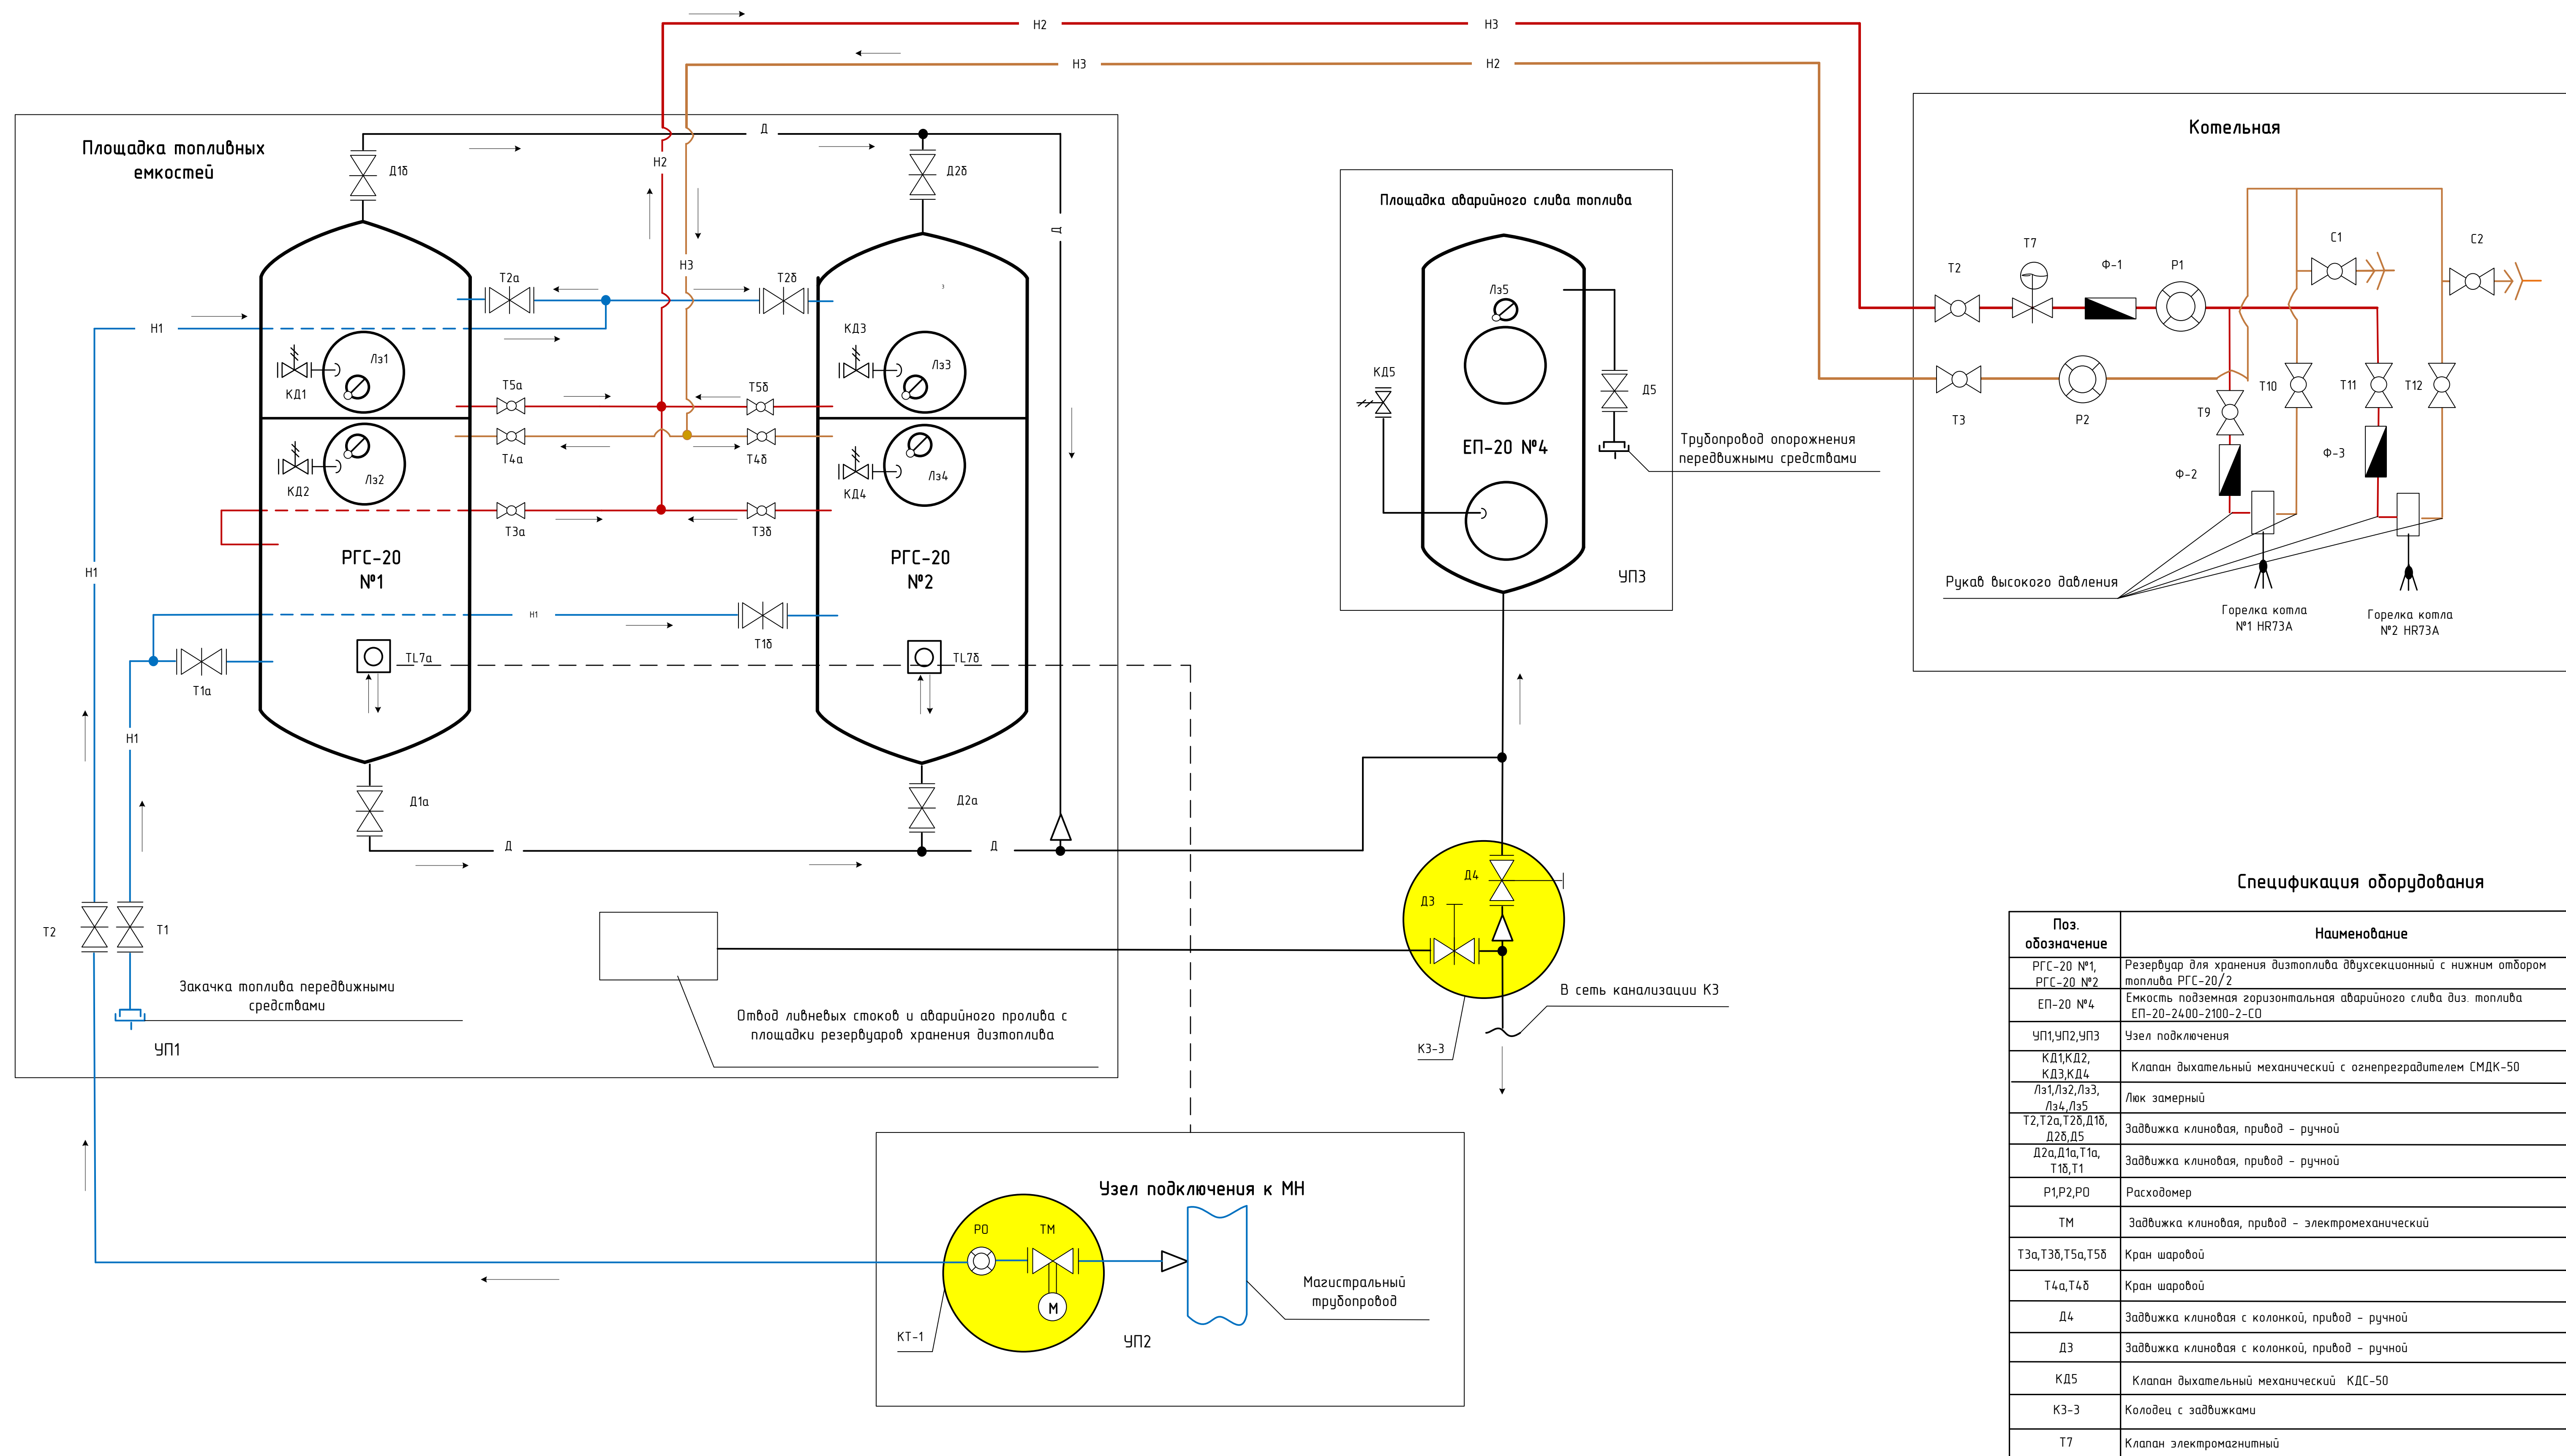 Н2
Н3
Н3
Н2
Площадка топливных
емкостей
Д
Д1б
Н2
Д2б
Д
Н3
Т2а
Т2б
Н1
КД3
Лз1
Лз3
КД1
Т5а
Т5б
Т4а
Т4б
Лз2
Лз4
КД2
КД4
Т3а
Т3б
РГС-20
№1
РГС-20
№2
Н1
Н1
Т1б
TL7а
TL7б
Т1а
Н1
Д1а
Д2а
Д
Д
Т2
Т1
Закачка топлива передвижными
средствами
УП1
Отвод ливневых стоков и аварийного пролива с
площадки резервуаров хранения дизтоплива
Площадка аварийного слива топлива
Лз5
КД5
Д5
ЕП-20 №4
Трубопровод опорожнения
передвижными средствами
УП3
Д4
Д3
В сеть канализации К3
К3-3
Котельная
С1
С2
Т7
Т2
Ф-1
Р1
Т3
Р2
Т9
Т10
Т11
Т12
Ф-2
Ф-3
Рукав высокого давления
Горелка котла
№1 HR73A
Горелка котла
№2 HR73A
Узел подключения к МН
РО
ТМ
М
Магистральный
трубопровод
КТ-1
УП2
Спецификация оборудования
Поз.
обозначение
Наименование
РГС-20 №1,
РГС-20 №2
Резервуар для хранения дизтоплива двухсекционный с нижним отбором
топлива РГС-20/2
ЕП-20 №4
Емкость подземная горизонтальная аварийного слива диз. топлива
ЕП-20-2400-2100-2-СО
УП1,УП2,УП3
Узел подключения
КД1,КД2,
КД3,КД4
Клапан дыхательный механический с огнепреградителем СМДК-50
Лз1,Лз2,Лз3,
Лз4,Лз5
Люк замерный
Т2,Т2а,Т2б,Д1б,
Д2б,Д5
Задвижка клиновая, привод - ручной
Д2а,Д1а,Т1а,
Т1б,Т1
Задвижка клиновая, привод - ручной
Р1,Р2,РО
Расходомер
ТМ
Задвижка клиновая, привод - электромеханический
Т3а,Т3б,Т5а,Т5б
Кран шаровой
Т4а,Т4б
Кран шаровой
Д4
Задвижка клиновая с колонкой, привод - ручной
Д3
Задвижка клиновая с колонкой, привод - ручной
КД5
Клапан дыхательный механический КДС-50
К3-3
Колодец с задвижками
Т7
Клапан электромагнитный